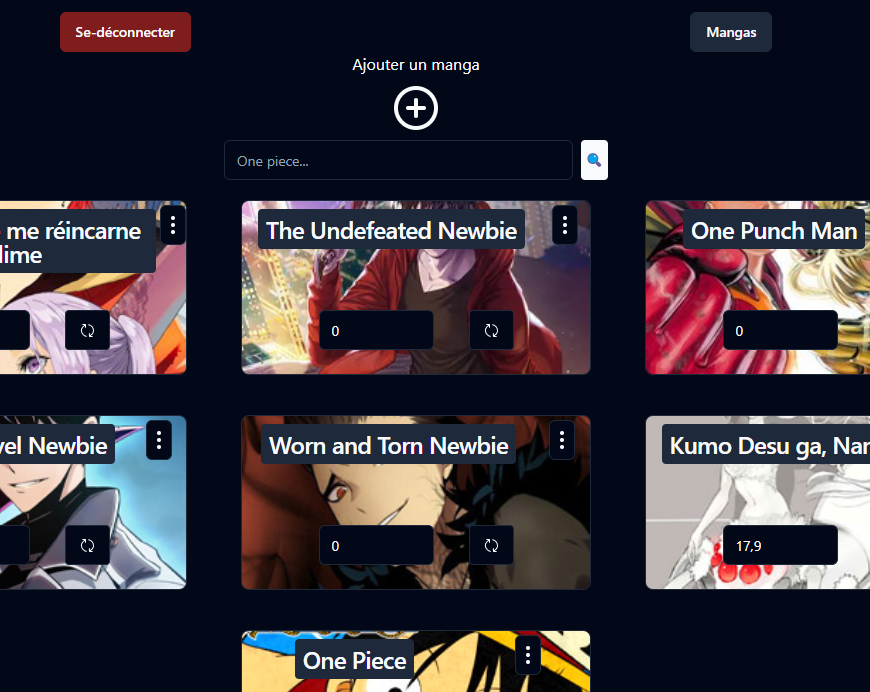 Se-déconnecter
Mangas
Ajouter un manga
One piece...
me réincarne
lime
The Undefeated Newbie
One Punch Man
0
0
vel Newbie
Worn and Torn Newbie
Kumo Desu ga, Nan
0
17,9
One Piece